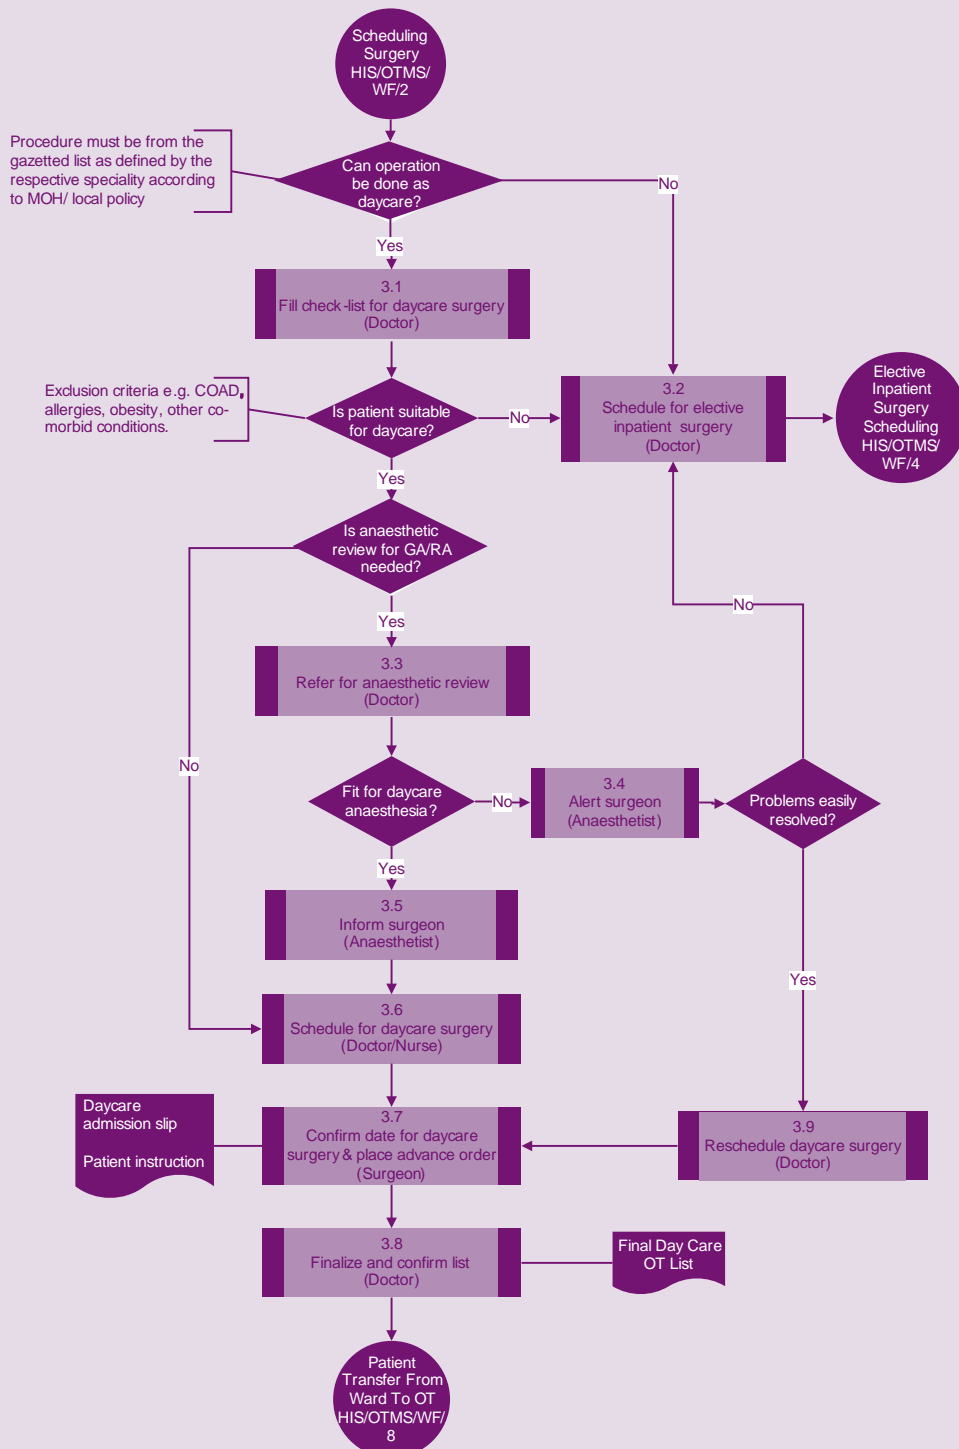 Scheduling
Surgery
HIS/OTMS/
WF/2
Procedure must be from the
gazetted list as defined by the
respective speciality according
to MOH/ local policy
Can operation
be done as
daycare?
No
Yes
3.1
Fill check-list for daycare surgery
(Doctor)
Exclusion criteria e.g. COAD,
allergies, obesity, other co-
morbid conditions.
Is patient suitable
for daycare?
No
3.2
Schedule for elective
inpatient surgery
(Doctor)
Elective
Inpatient
Surgery
Scheduling
HIS/OTMS/
WF/4
Yes
Is anaesthetic
review for GA/RA
needed?
No
Yes
3.3
Refer for anaesthetic review
(Doctor)
No
Fit for daycare
anaesthesia?
No
3.4
Alert surgeon
(Anaesthetist)
Problems easily
resolved?
Yes
3.5
Inform surgeon
(Anaesthetist)
Yes
3.6
Schedule for daycare surgery
(Doctor/Nurse)
Daycare
admission slip
Patient instruction
3.7
Confirm date for daycare
surgery & place advance order
(Surgeon)
3.9
Reschedule daycare surgery
(Doctor)
3.8
Finalize and confirm list
(Doctor)
Final Day Care
OT List
Patient
Transfer From
Ward To OT
HIS/OTMS/WF/
8